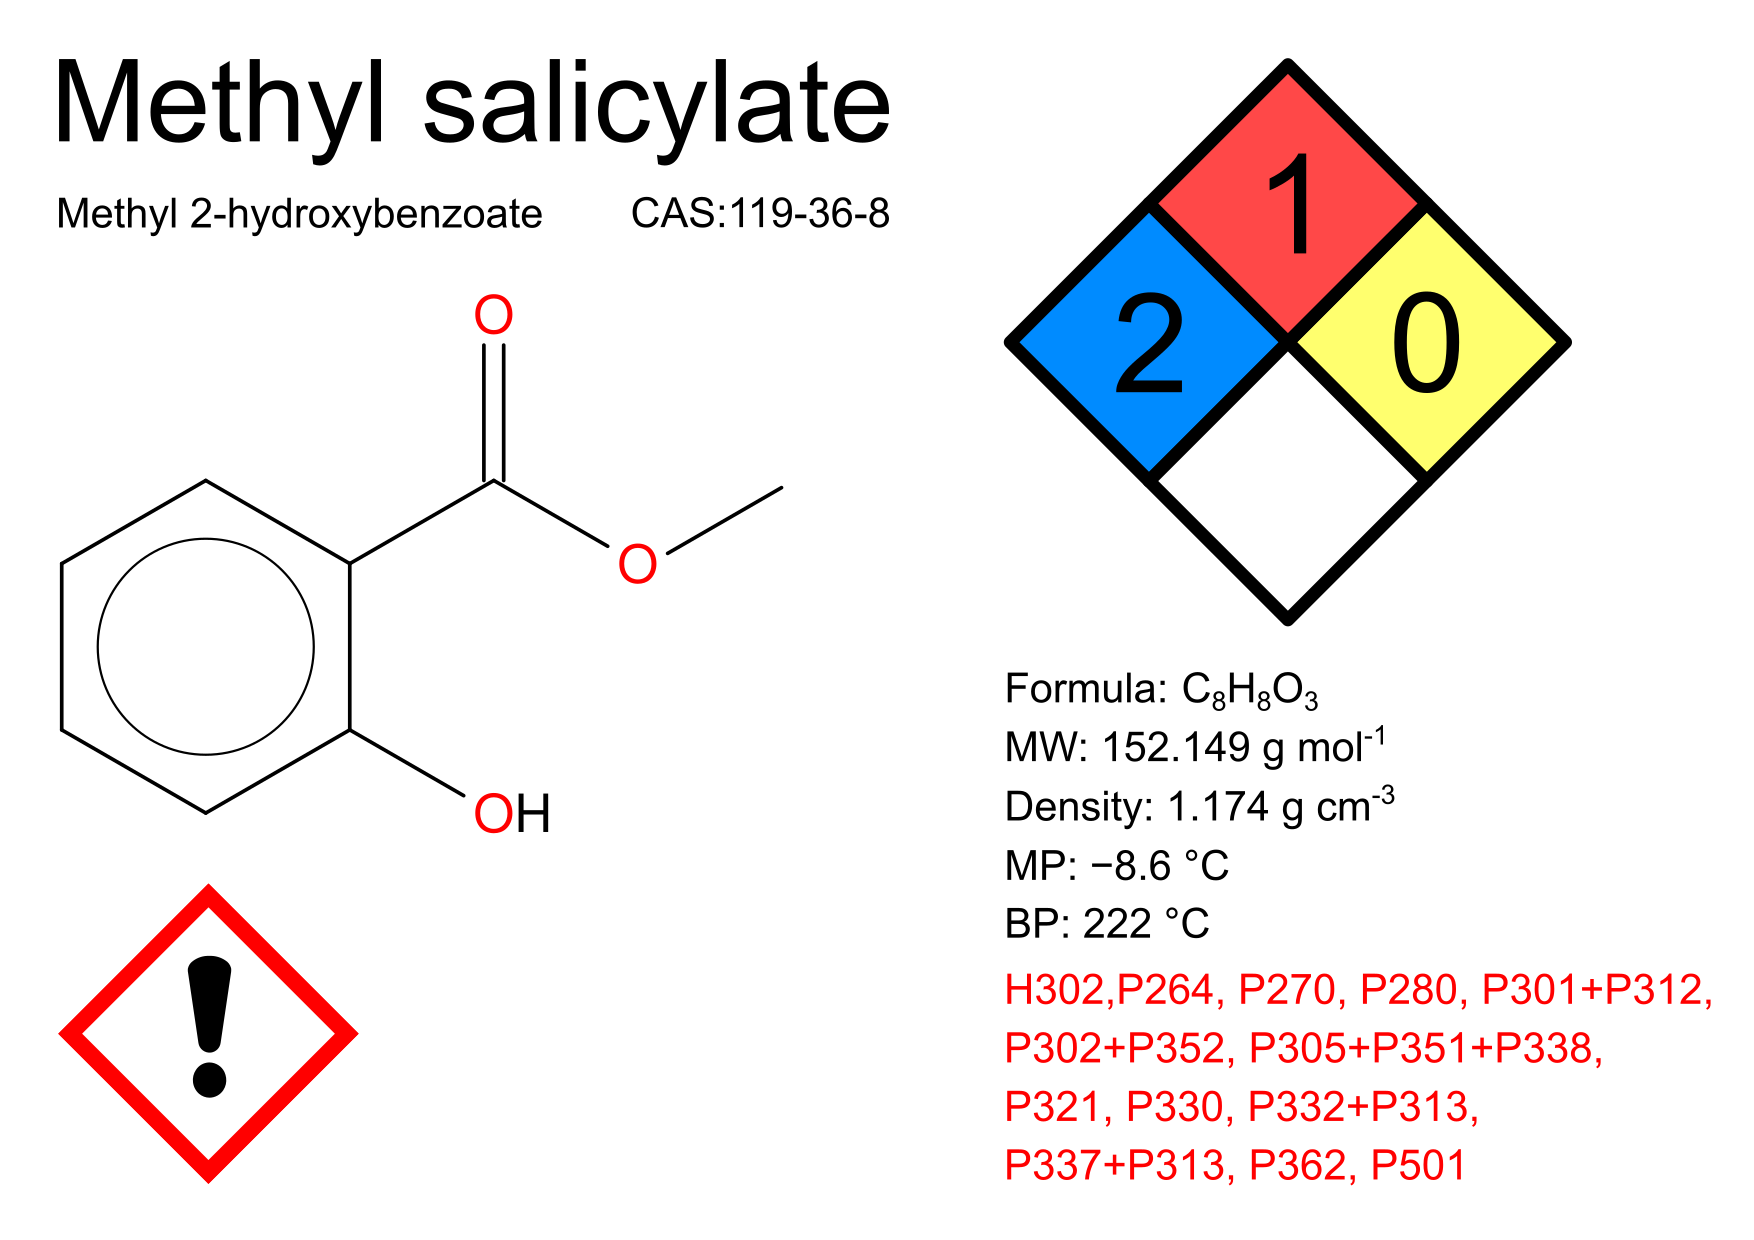 Methyl salicylate
Methyl 2-hydroxybenzoate CAS:119-36-8
O
O
OH
1
2 0
Formula: C₈H₈O₃
MW: 152.149 g mol⁻¹
Density: 1.174 g cm⁻³
MP: −8.6 °C
BP: 222 °C
H302,P264, P270, P280, P301+P312,
P302+P352, P305+P351+P338,
P321, P330, P332+P313,
P337+P313, P362, P501
!